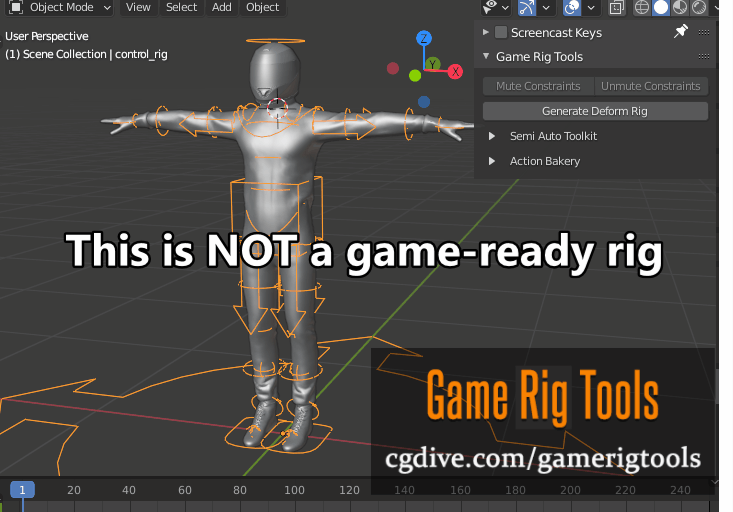 Object Mode View Select Add Object
User Perspective
(1) Scene Collection | control_rig
Z
Y
X
Screencast Keys
Game Rig Tools
Mute Constraints Unmute Constraints
Generate Deform Rig
Semi Auto Toolkit
Action Bakery
This is NOT a game-ready rig
Game Rig Tools
cgdive.com/gamerigtools
1 20 40 60 80 100 120 140 160 180 200 220 240